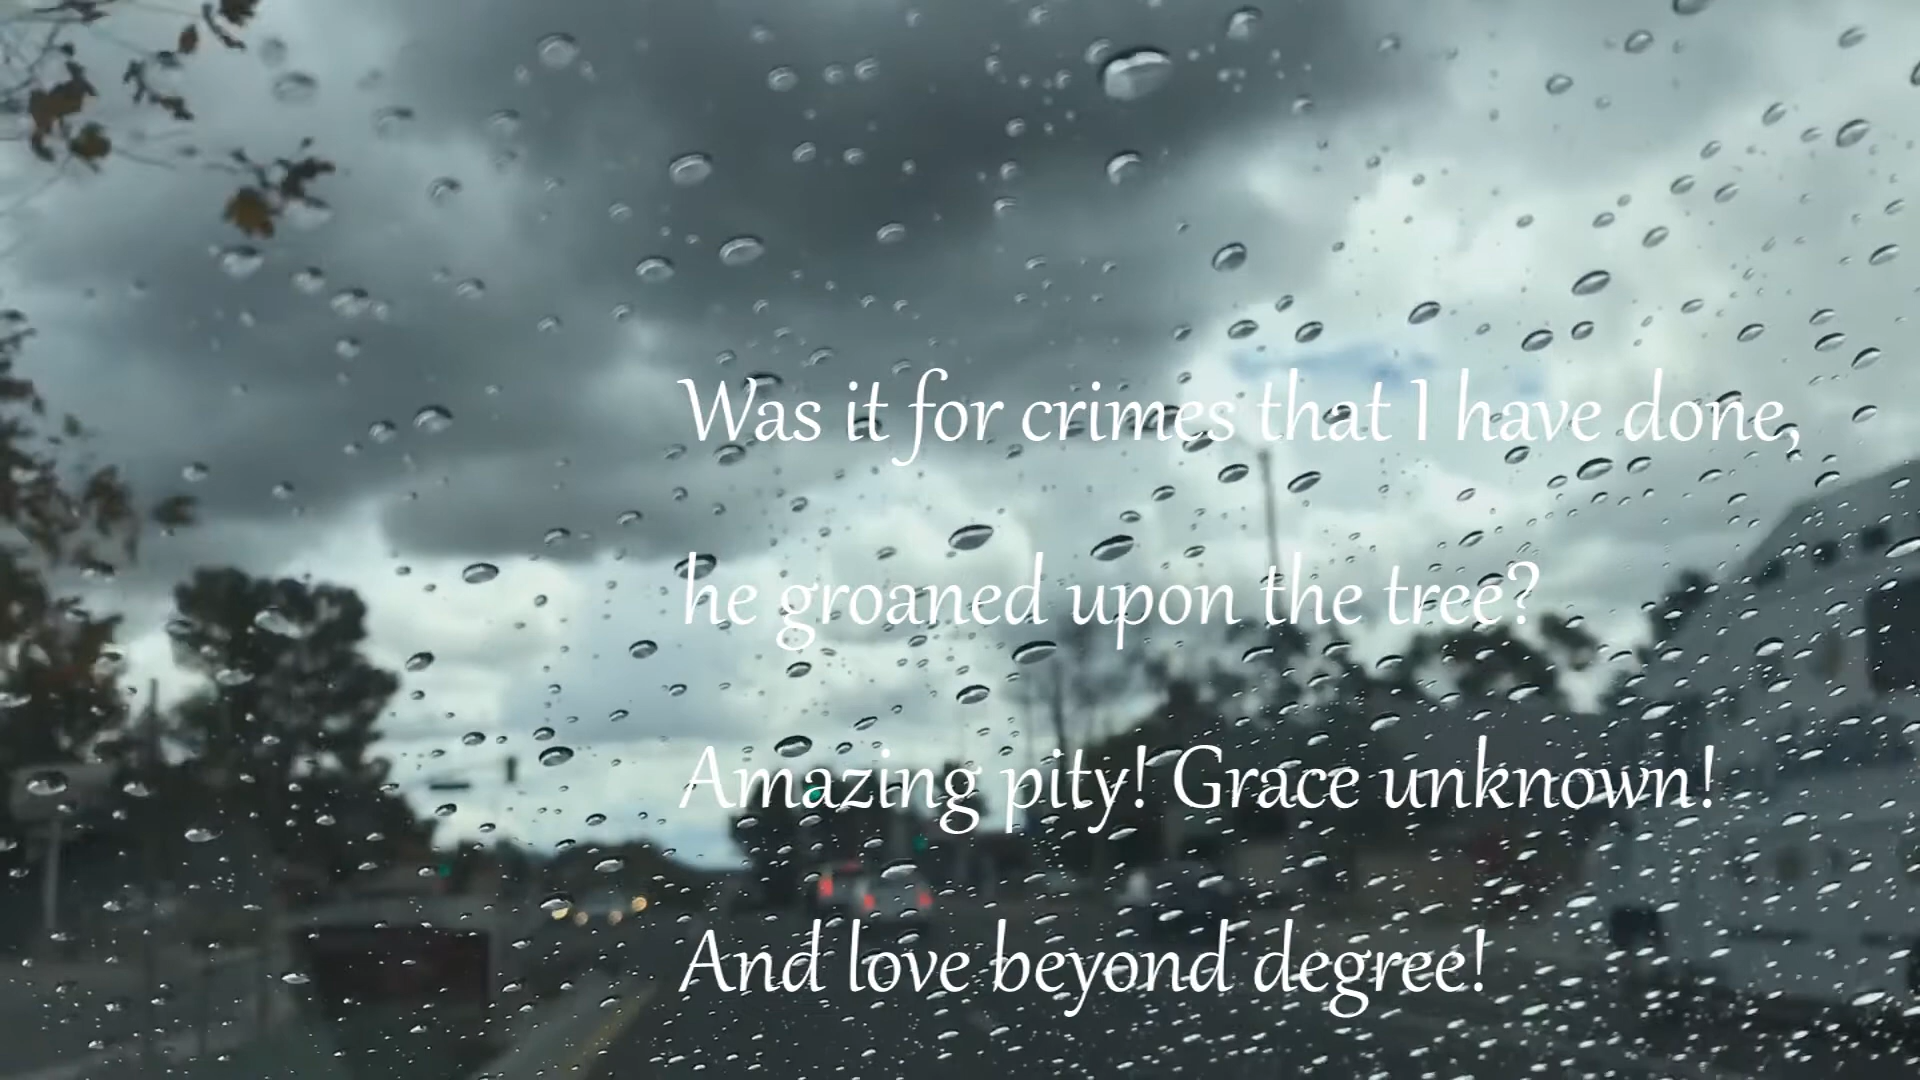 Was it for crimes that I have done,
he groaned upon the tree?
Amazing pity! Grace unknown!
And love beyond degree!